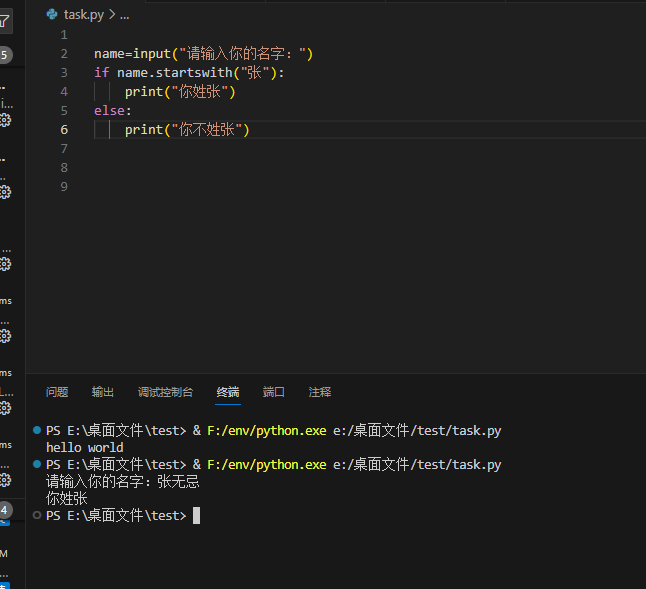 5
i...
...
...
...
ms
...
ms
L...
ms
...
4
M
...
task.py > ...
1
2 name=input("请输入你的名字: ")
3 if name.startswith("张"):
4 print("你姓张")
5 else:
6 print("你不姓张")
7
8
9
问题 输出 调试控制台 终端 端口 注释
PS E:\桌面文件\test> & F:/env/python.exe e:/桌面文件/test/task.py
hello world
PS E:\桌面文件\test> & F:/env/python.exe e:/桌面文件/test/task.py
请输入你的名字: 张无忌
你姓张
PS E:\桌面文件\test>